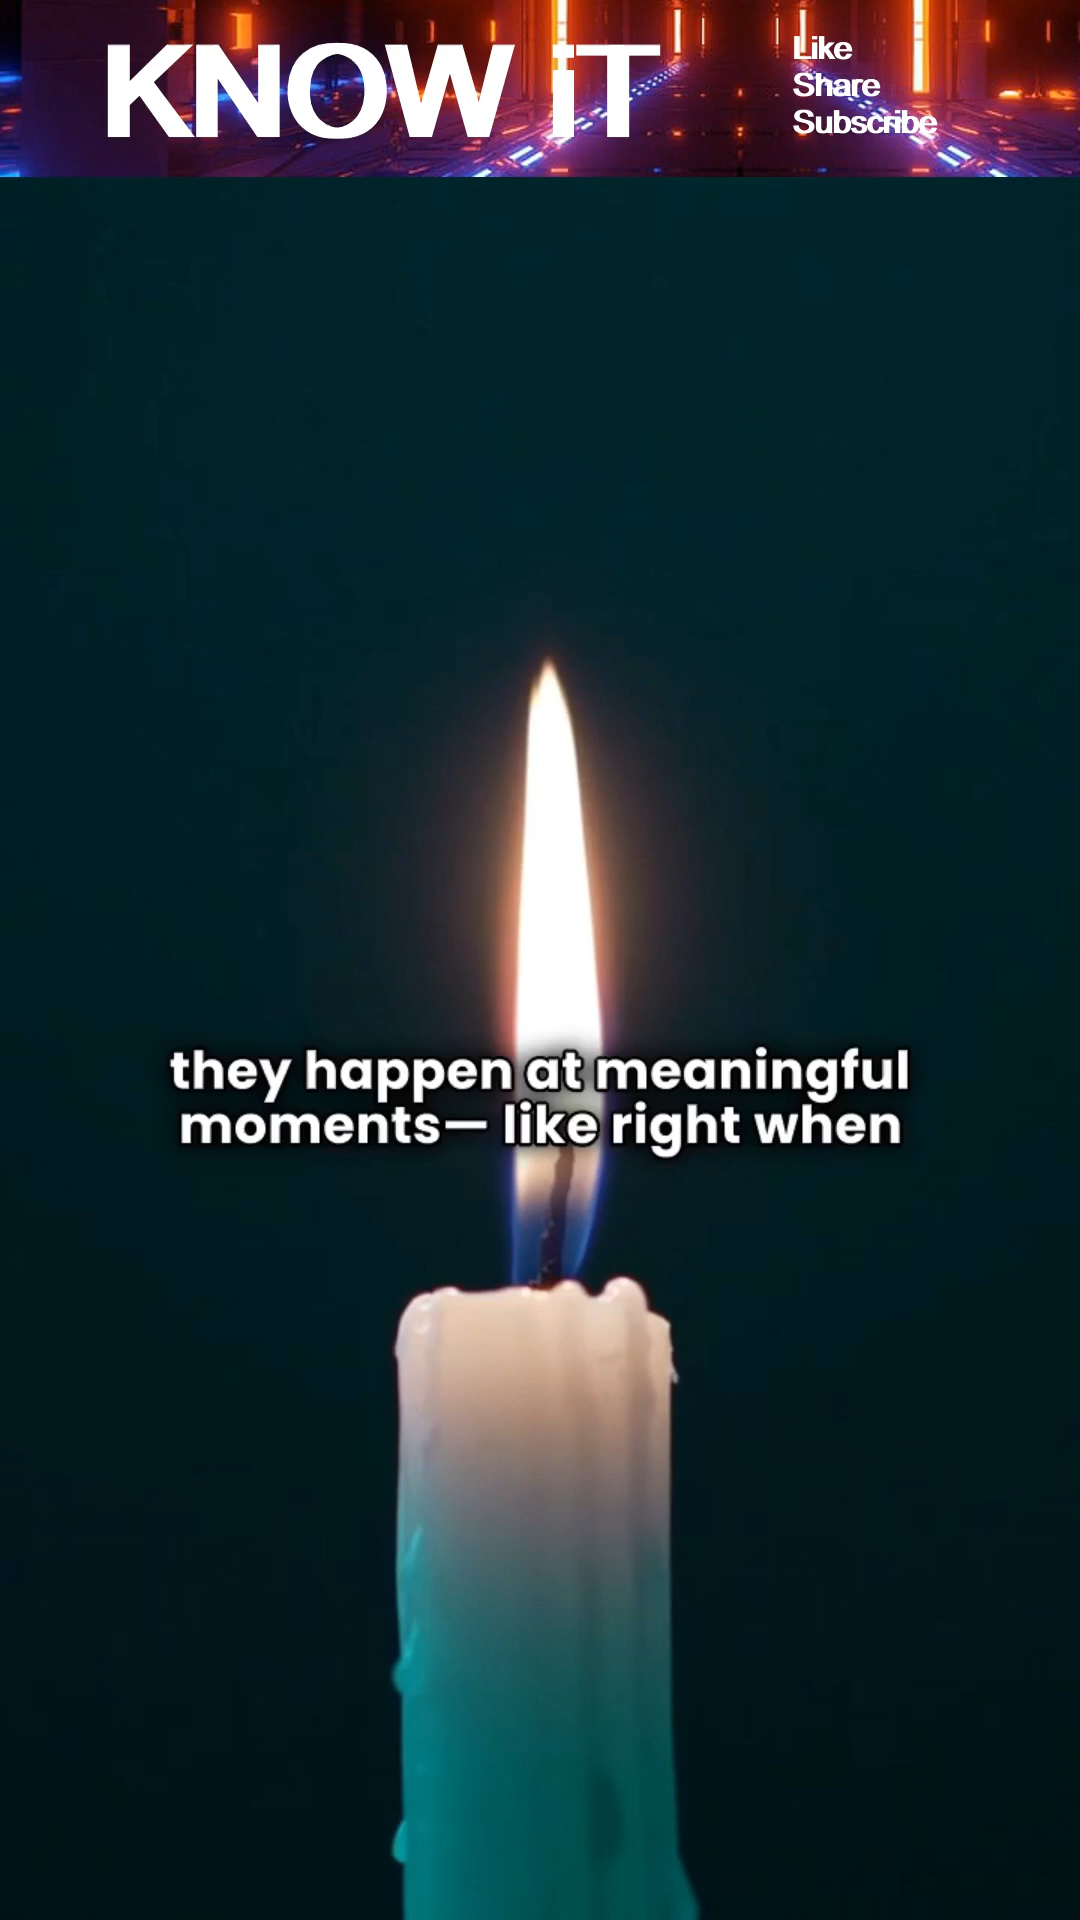 KNOW iT
Like
Share
Subscribe
they happen at meaningful
moments— like right when